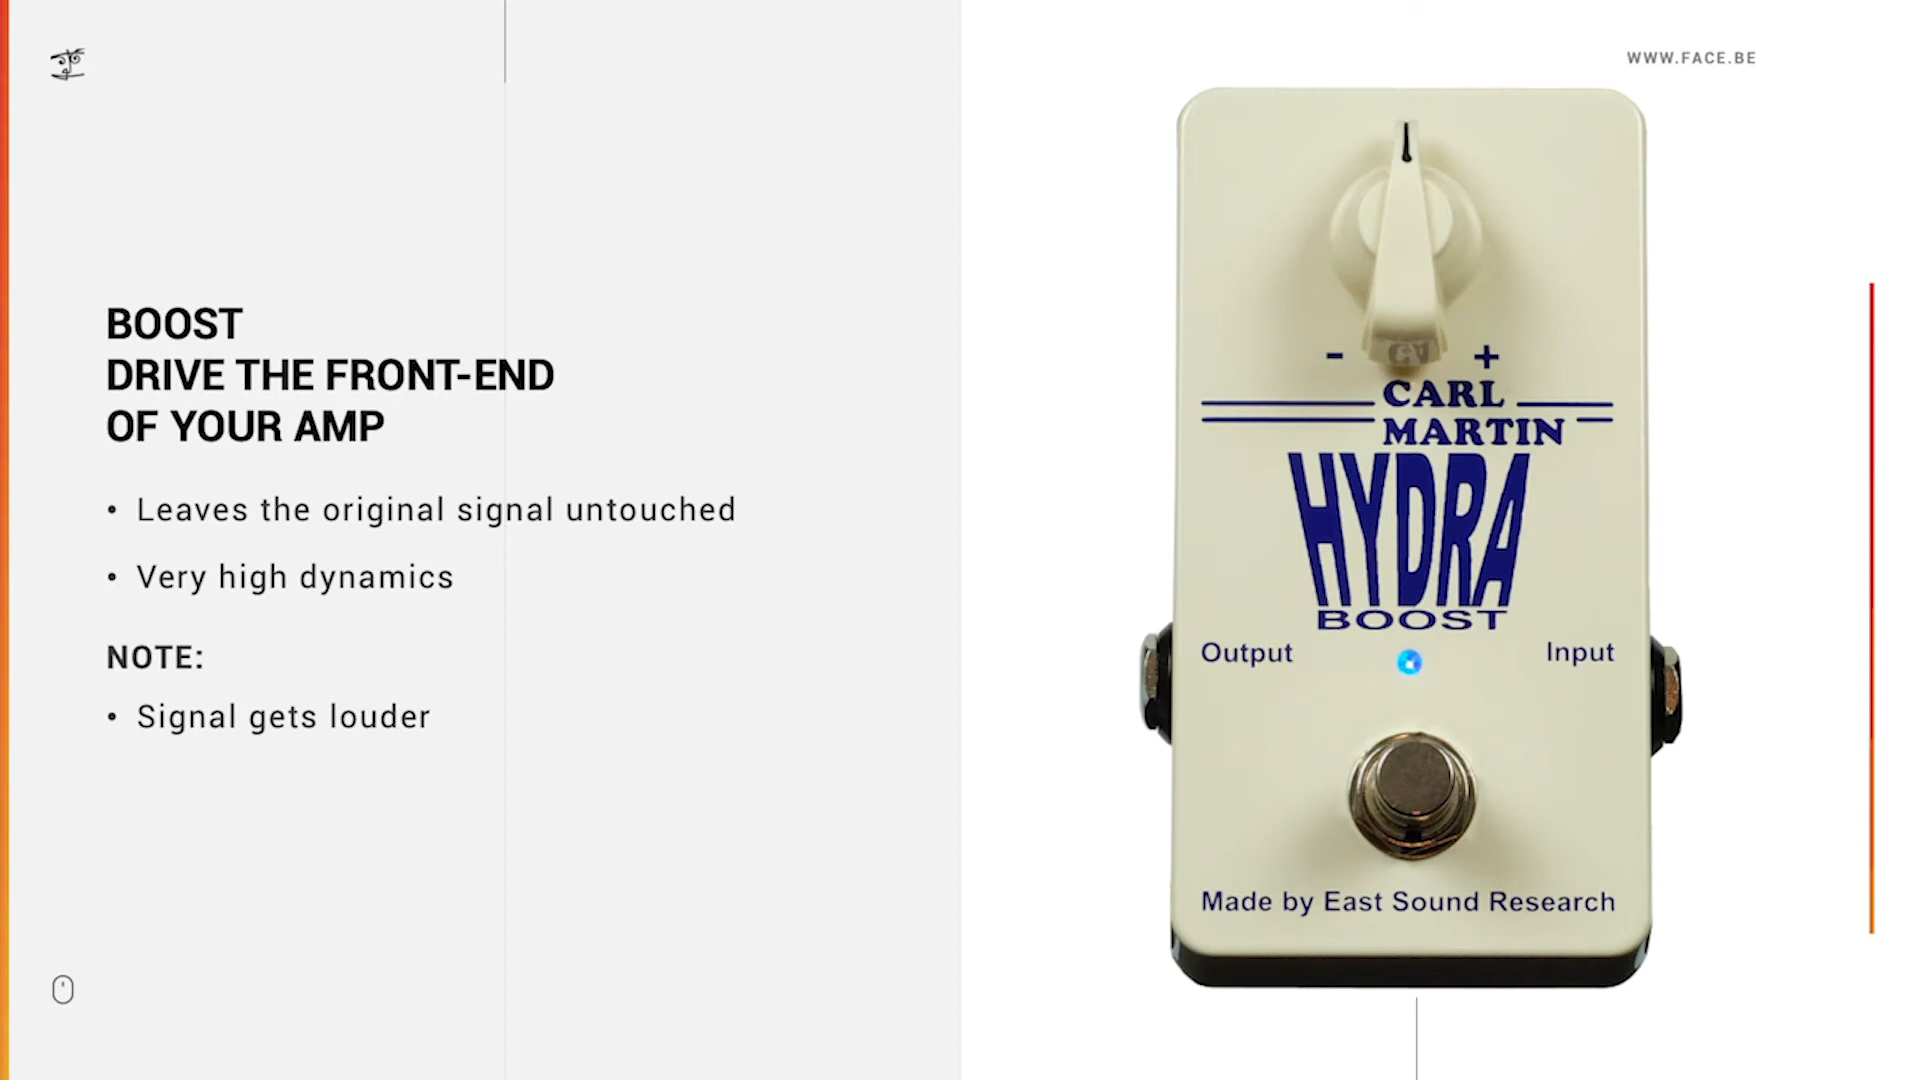 WWW.FACE.BE
BOOST
DRIVE THE FRONT-END
OF YOUR AMP
• Leaves the original signal untouched
• Very high dynamics
NOTE:
• Signal gets louder
- +
CARL
MARTIN
HYDRA
BOOST
Output Input
Made by East Sound Research